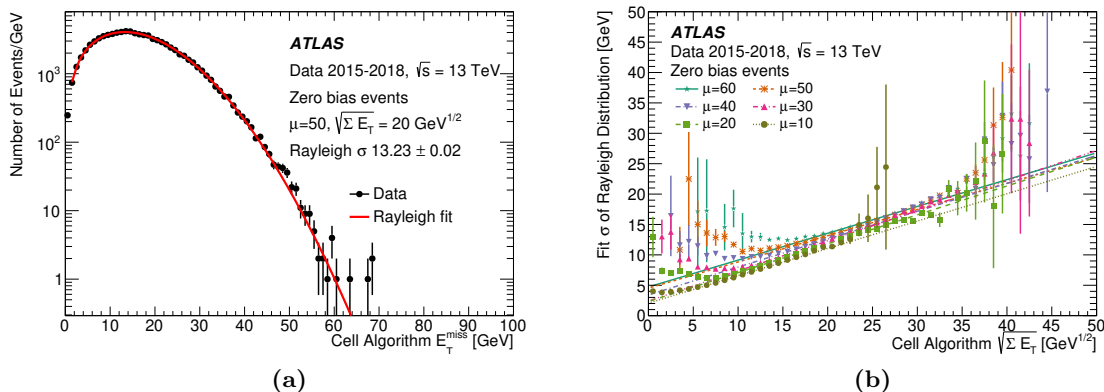 ATLAS
Data 2015-2018, √s = 13 TeV
Zero bias events
μ=50, √Σ E_T = 20 GeV^1/2
Rayleigh σ 13.23 ± 0.02
Data
Rayleigh fit
Number of Events/GeV
10³
10²
10
1
0 10 20 30 40 50 60 70 80 90 100
Cell Algorithm E_T^miss [GeV]
(a)
ATLAS
Data 2015-2018, √s = 13 TeV
Zero bias events
μ=60 μ=50
μ=40 μ=30
μ=20 μ=10
Fit σ of Rayleigh Distribution [GeV]
50
45
40
35
30
25
20
15
10
5
0
0 5 10 15 20 25 30 35 40 45 50
Cell Algorithm √Σ E_T [GeV^1/2]
(b)